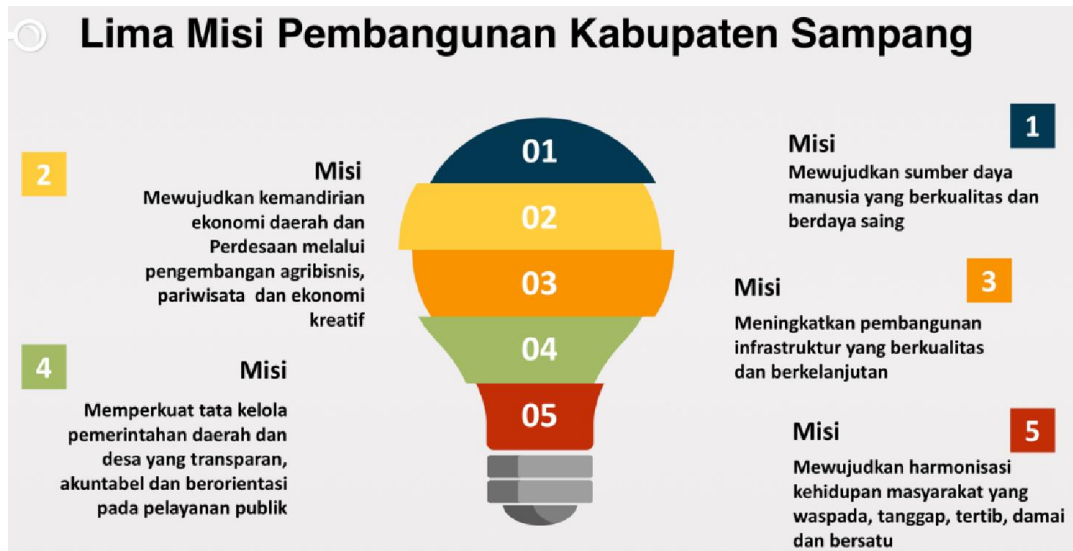 Lima Misi Pembangunan Kabupaten Sampang
1
Misi
Mewujudkan sumber daya
manusia yang berkualitas dan
berdaya saing
2
Misi
Mewujudkan kemandirian
ekonomi daerah dan
Perdesaan melalui
pengembangan agribisnis,
pariwisata dan ekonomi
kreatif
3
Misi
Meningkatkan pembangunan
infrastruktur yang berkualitas
dan berkelanjutan
4
Misi
Memperkuat tata kelola
pemerintahan daerah dan
desa yang transparan,
akuntabel dan berorientasi
pada pelayanan publik
5
Misi
Mewujudkan harmonisasi
kehidupan masyarakat yang
waspada, tanggap, tertib, damai
dan bersatu
01
02
03
04
05